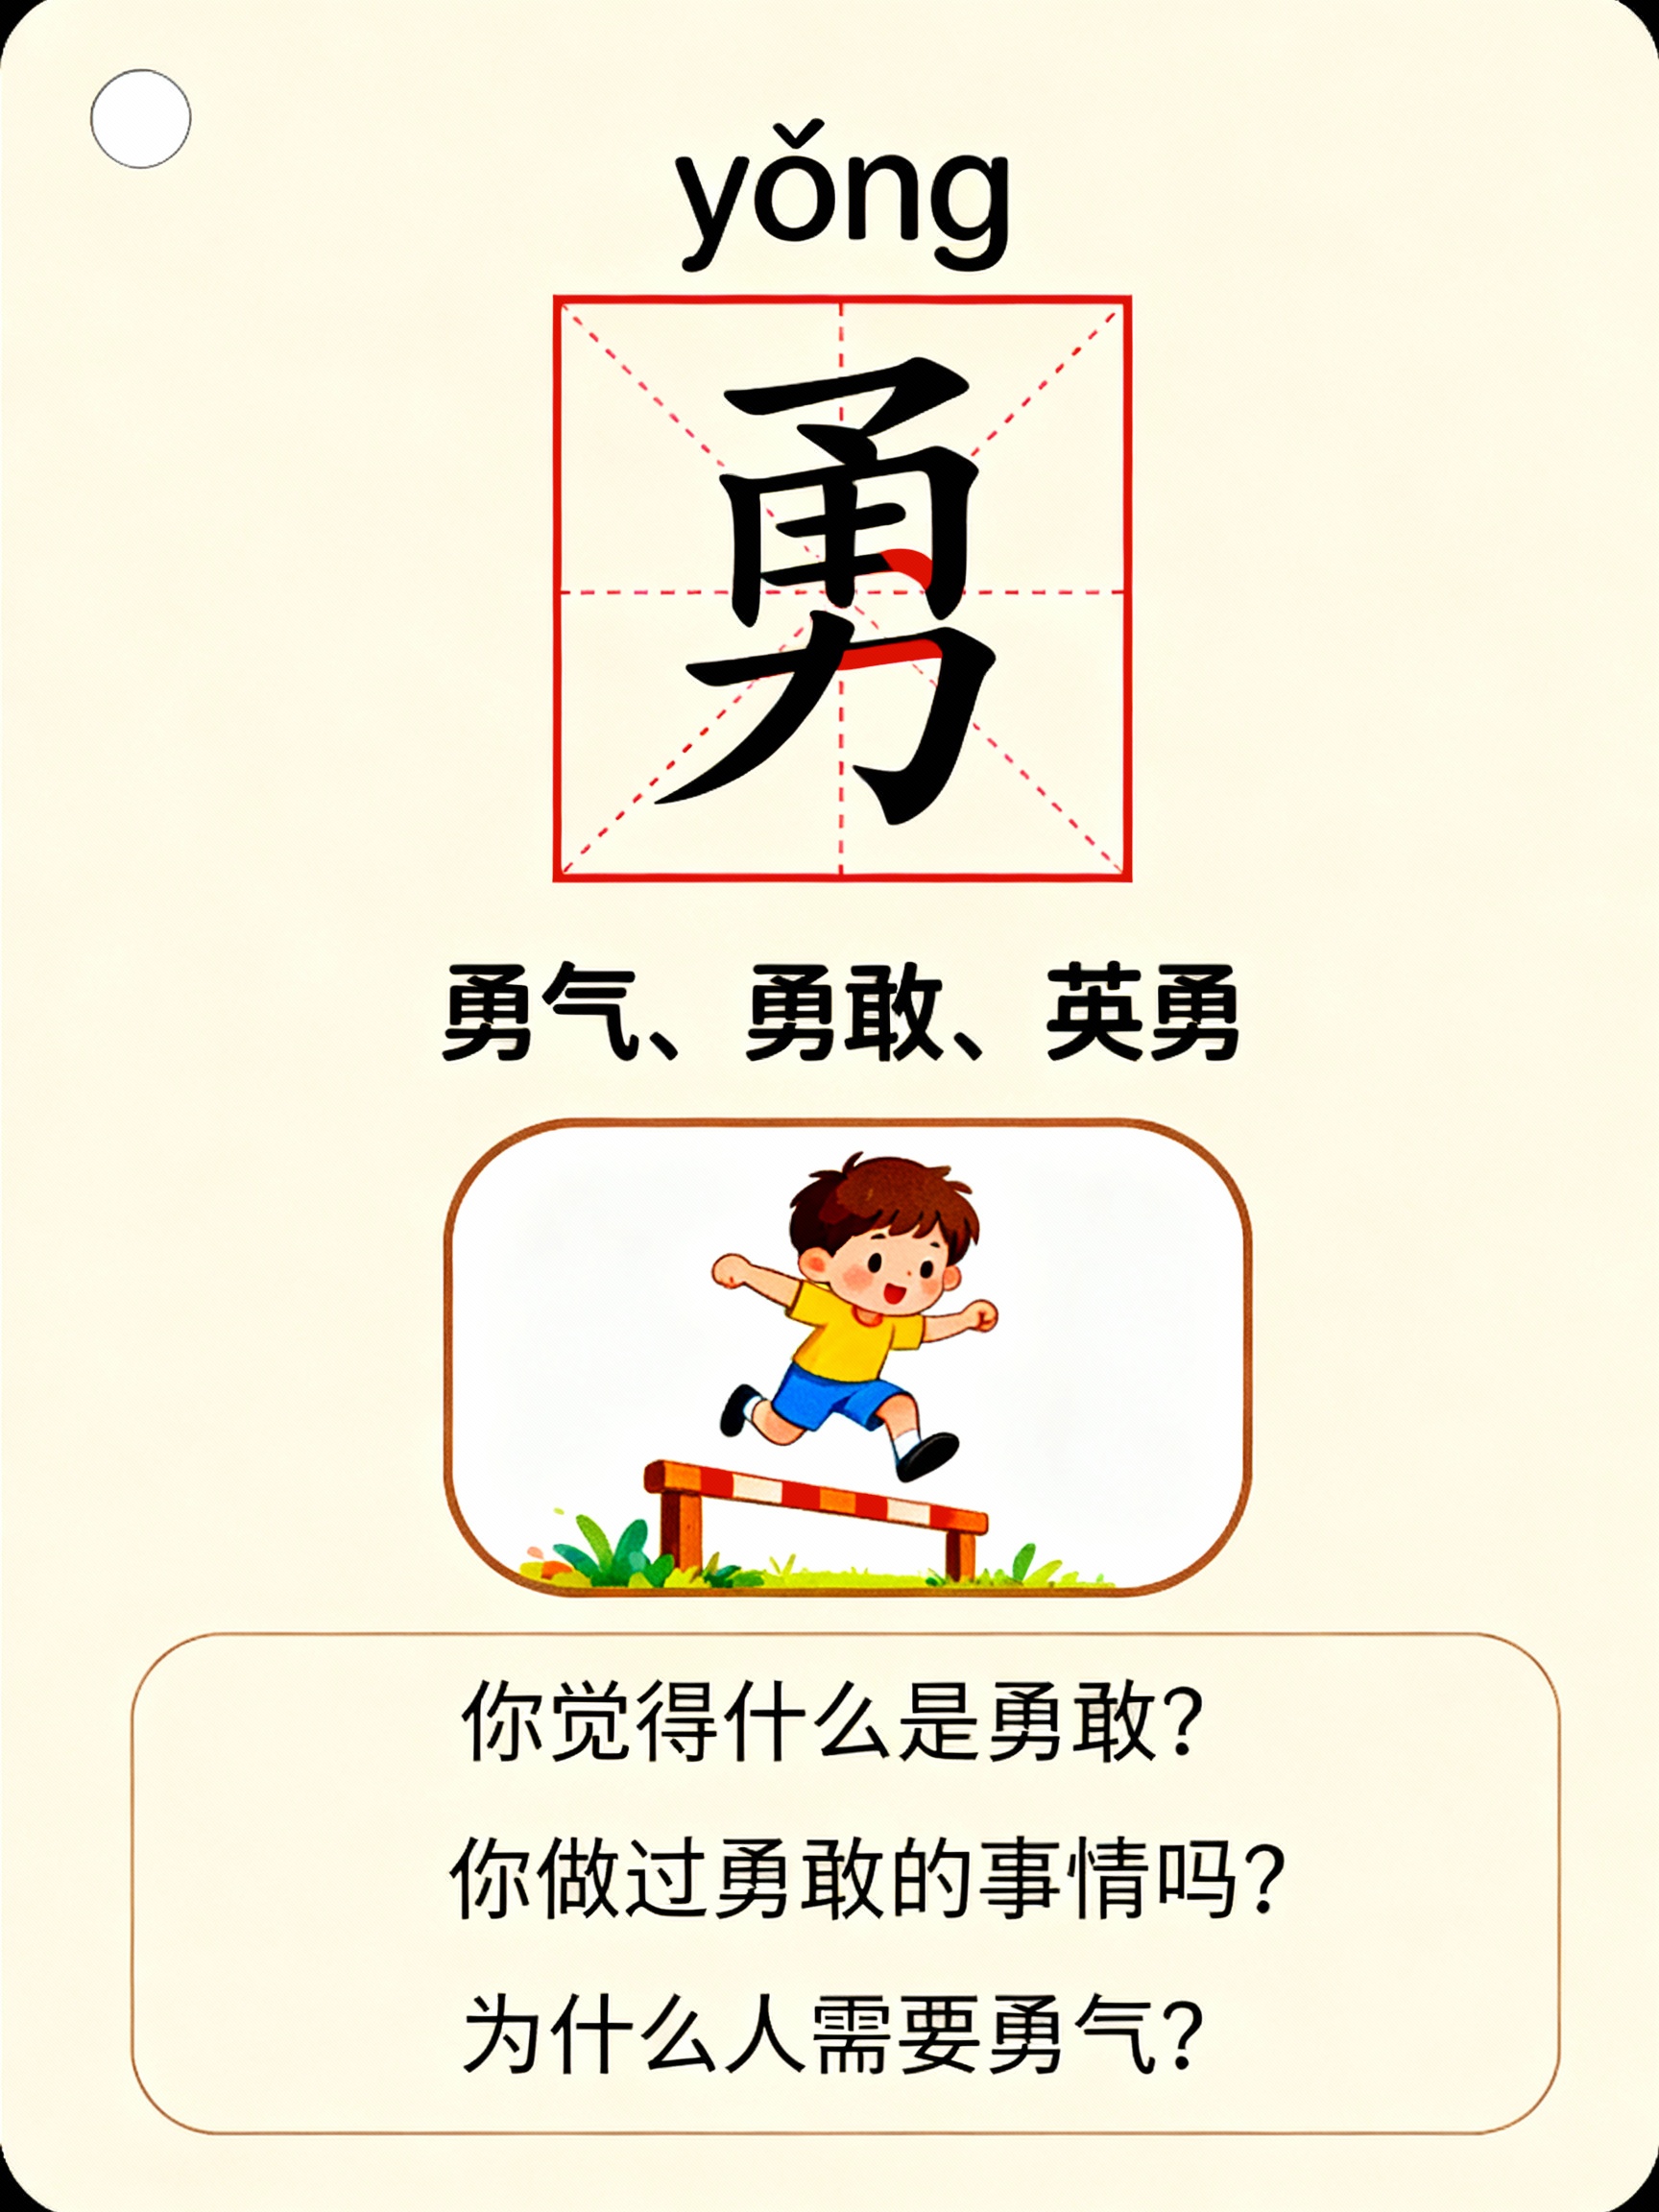 yǒng
勇
勇气、勇敢、英勇
你觉得什么是勇敢？
你做过勇敢的事情吗？
为什么人需要勇气？